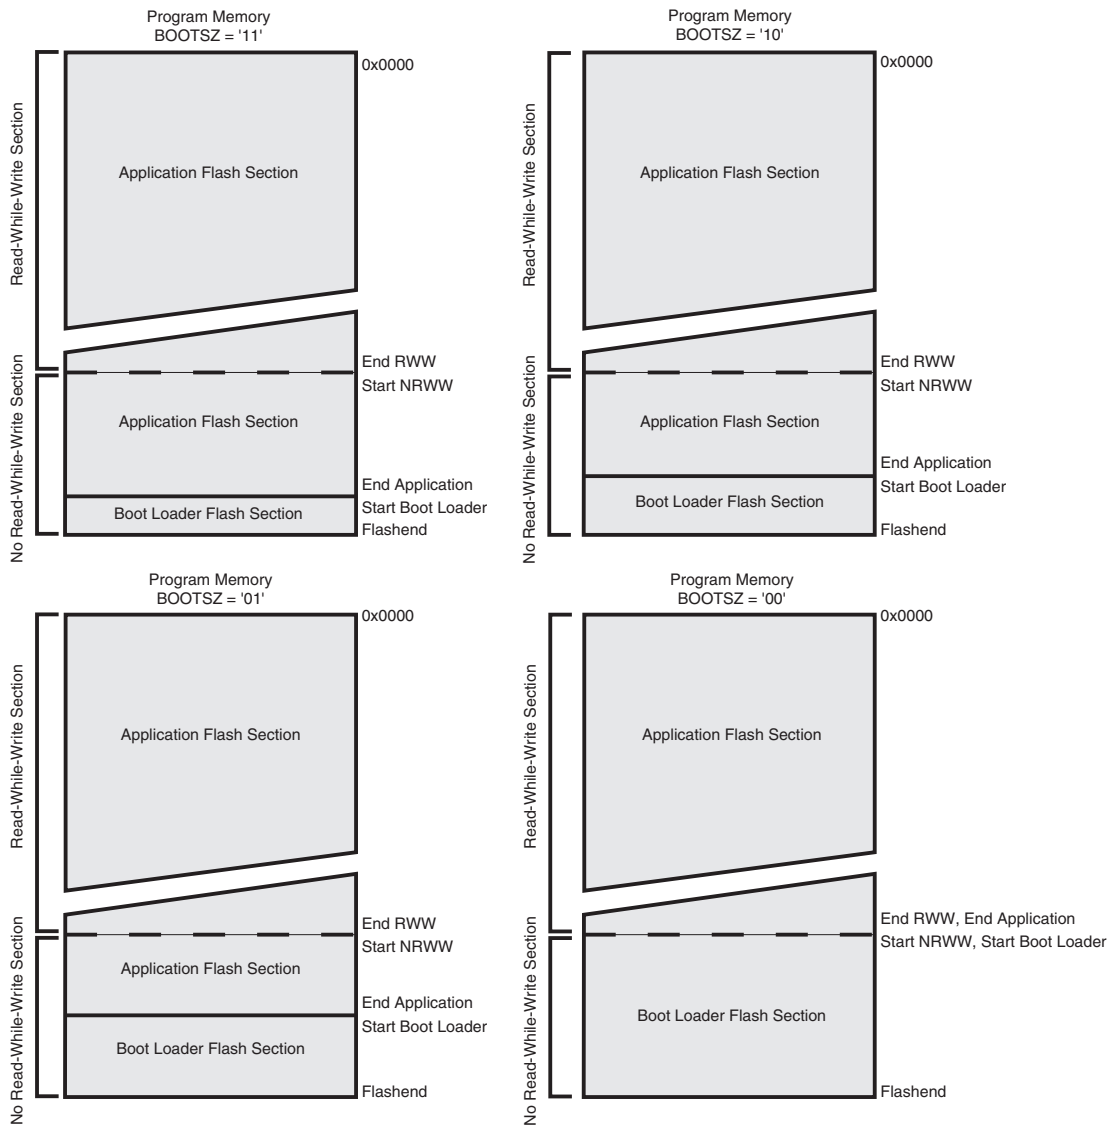 Program Memory
BOOTSZ = '11'
0x0000
Read-While-Write Section
Application Flash Section
End RWW
Start NRWW
No Read-While-Write Section
Application Flash Section
End Application
Start Boot Loader
Boot Loader Flash Section
Flashend
Program Memory
BOOTSZ = '10'
0x0000
Read-While-Write Section
Application Flash Section
End RWW
Start NRWW
No Read-While-Write Section
Application Flash Section
End Application
Start Boot Loader
Boot Loader Flash Section
Flashend
Program Memory
BOOTSZ = '01'
0x0000
Read-While-Write Section
Application Flash Section
End RWW
Start NRWW
No Read-While-Write Section
Application Flash Section
End Application
Start Boot Loader
Boot Loader Flash Section
Flashend
Program Memory
BOOTSZ = '00'
0x0000
Read-While-Write Section
Application Flash Section
End RWW, End Application
Start NRWW, Start Boot Loader
No Read-While-Write Section
Boot Loader Flash Section
Flashend